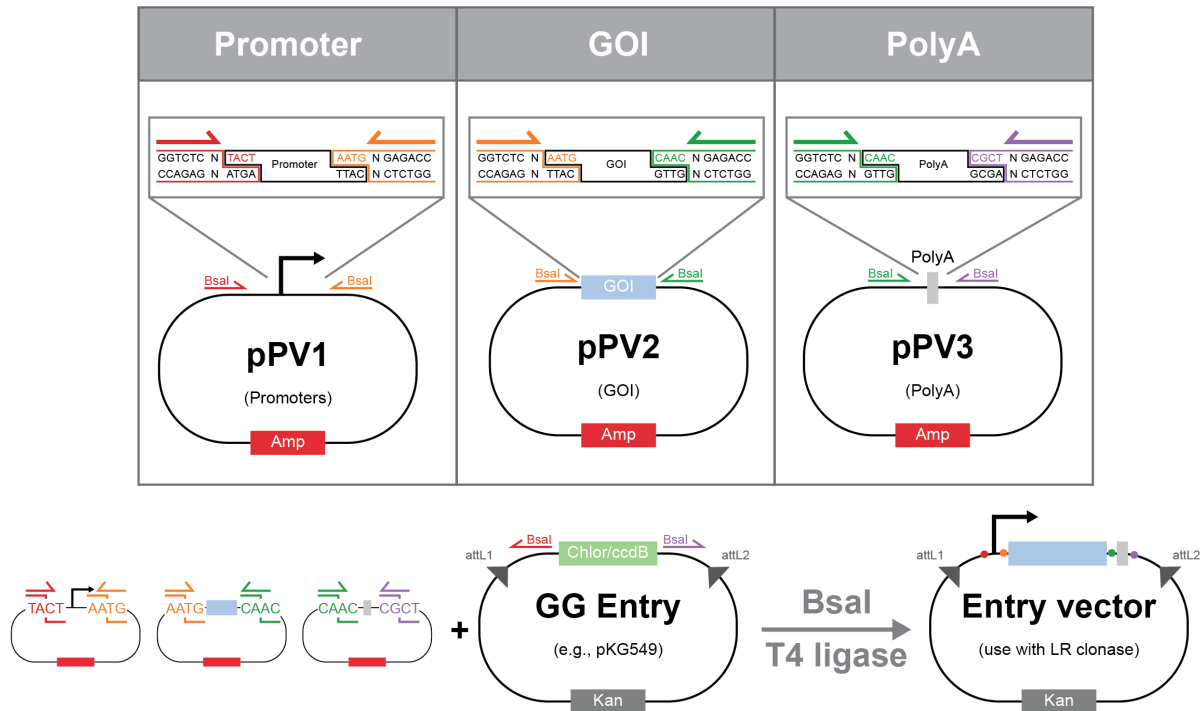 Promoter
GOI
PolyA
GGTCTC N TACT Promoter AATG N GAGACC
CCAGAG N ATGA TTAC N CTCTGG
GGTCTC N AATG GOI CAAC N GAGACC
CCAGAG N TTAC GTTG N CTCTGG
GGTCTC N CAAC PolyA CGCT N GAGACC
CCAGAG N GTTG GCGA N CTCTGG
BsaI
BsaI
pPV1
(Promoters)
Amp
BsaI
GOI
BsaI
pPV2
(GOI)
Amp
PolyA
BsaI
BsaI
pPV3
(PolyA)
Amp
TACT
AATG
AATG
CAAC
CAAC
CGCT
+
attL1
BsaI
Chlor/ccdB
BsaI
attL2
GG Entry
(e.g., pKG549)
Kan
BsaI
T4 ligase
attL1
attL2
Entry vector
(use with LR clonase)
Kan